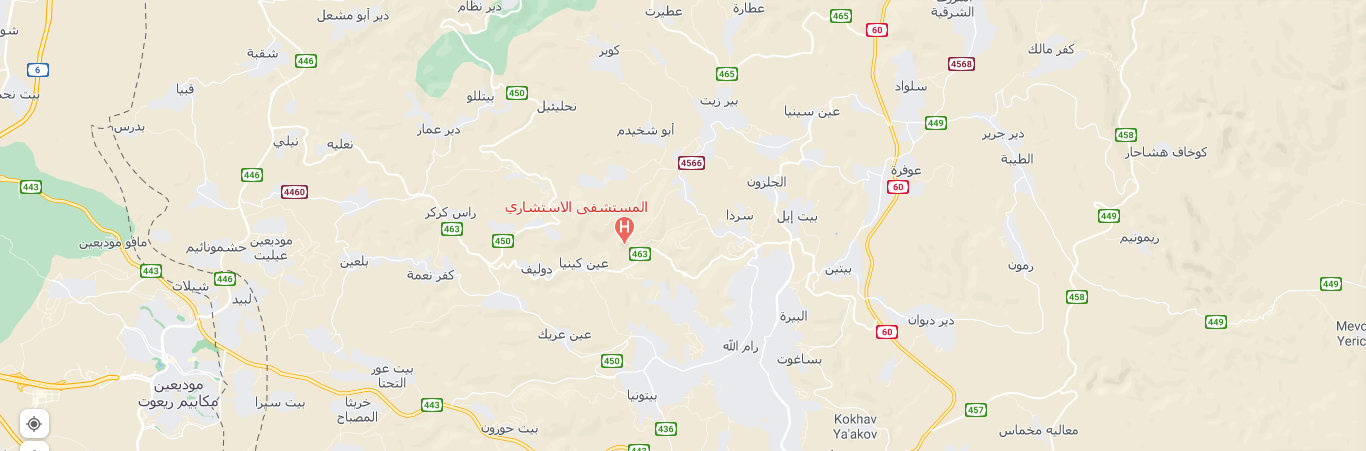 دير نظام
عطيرت
عطارة
الشرقية
دير أبو مشعل
465
60
446
شقبة
كوبر
كفر مالك
4568
6
465
قبيا
450
بيتللو
نحليئيل
بير زيت
عين سينيا
سلواد
449
بدرس
دير عمار
أبو شخيدم
دير جرير
458
نيلي
نعليه
كوخاف هشاحار
الطيبة
4566
446
443
4460
الجلزون
عوفرة
60
المستشفى الاستشاري
H
راس كركر
463
سردا
بيت إيل
449
مافو موديعين
حشمونائيم
موديعين
عيليت
450
463
ريمونيم
بلعين
كفر نعمة
دوليف
عين كينيا
بيتين
رمون
443
446
شيلات
لبيد
449
458
449
البيرة
دير دبوان
60
عين عريك
رام الله
Mevo
Yeric
450
بساغوت
بيت عور
التحتا
موديعين
مكابيم ريعوت
بيت سيرا
خربثا
المصباح
443
بيتونيا
457
436
Kokhav
Ya'akov
بيت حورون
معاليه مخماس
443